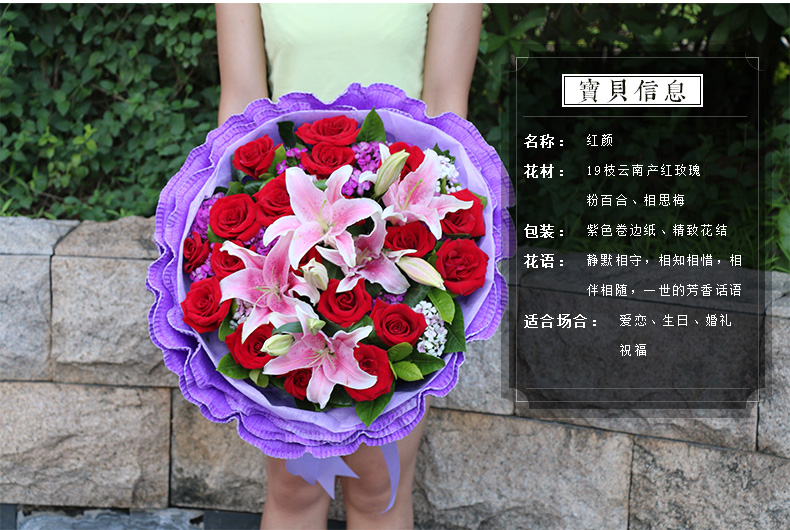 寶貝信息
名称： 红颜
花材： 19枝云南产红玫瑰
粉百合、相思梅
包装： 紫色卷边纸、精致花结
花语： 静默相守，相知相惜，相
伴相随，一世的芳香话语
适合场合： 爱恋、生日、婚礼
祝福